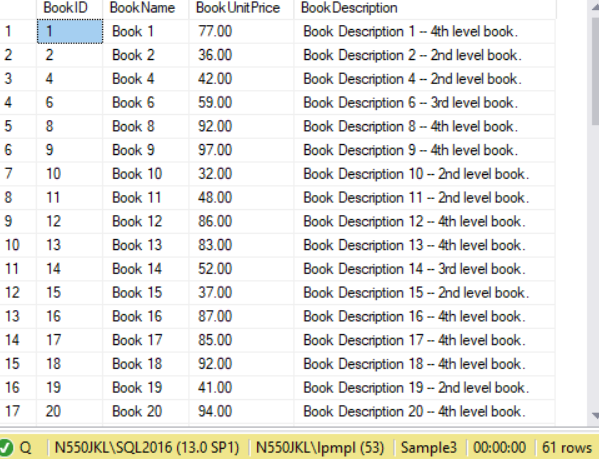 BookID BookName BookUnitPrice BookDescription
1 1 Book 1 77.00 Book Description 1 -- 4th level book.
2 2 Book 2 36.00 Book Description 2 -- 2nd level book.
3 4 Book 4 42.00 Book Description 4 -- 2nd level book.
4 6 Book 6 59.00 Book Description 6 -- 3rd level book.
5 8 Book 8 92.00 Book Description 8 -- 4th level book.
6 9 Book 9 97.00 Book Description 9 -- 4th level book.
7 10 Book 10 32.00 Book Description 10 -- 2nd level book.
8 11 Book 11 48.00 Book Description 11 -- 2nd level book.
9 12 Book 12 86.00 Book Description 12 -- 4th level book.
10 13 Book 13 83.00 Book Description 13 -- 4th level book.
11 14 Book 14 52.00 Book Description 14 -- 3rd level book.
12 15 Book 15 37.00 Book Description 15 -- 2nd level book.
13 16 Book 16 87.00 Book Description 16 -- 4th level book.
14 17 Book 17 85.00 Book Description 17 -- 4th level book.
15 18 Book 18 92.00 Book Description 18 -- 4th level book.
16 19 Book 19 41.00 Book Description 19 -- 2nd level book.
17 20 Book 20 94.00 Book Description 20 -- 4th level book.
Q N550JKL\SQL2016 (13.0 SP1) N550JKL\lpmpl (53) Sample3 00:00:00 61 rows